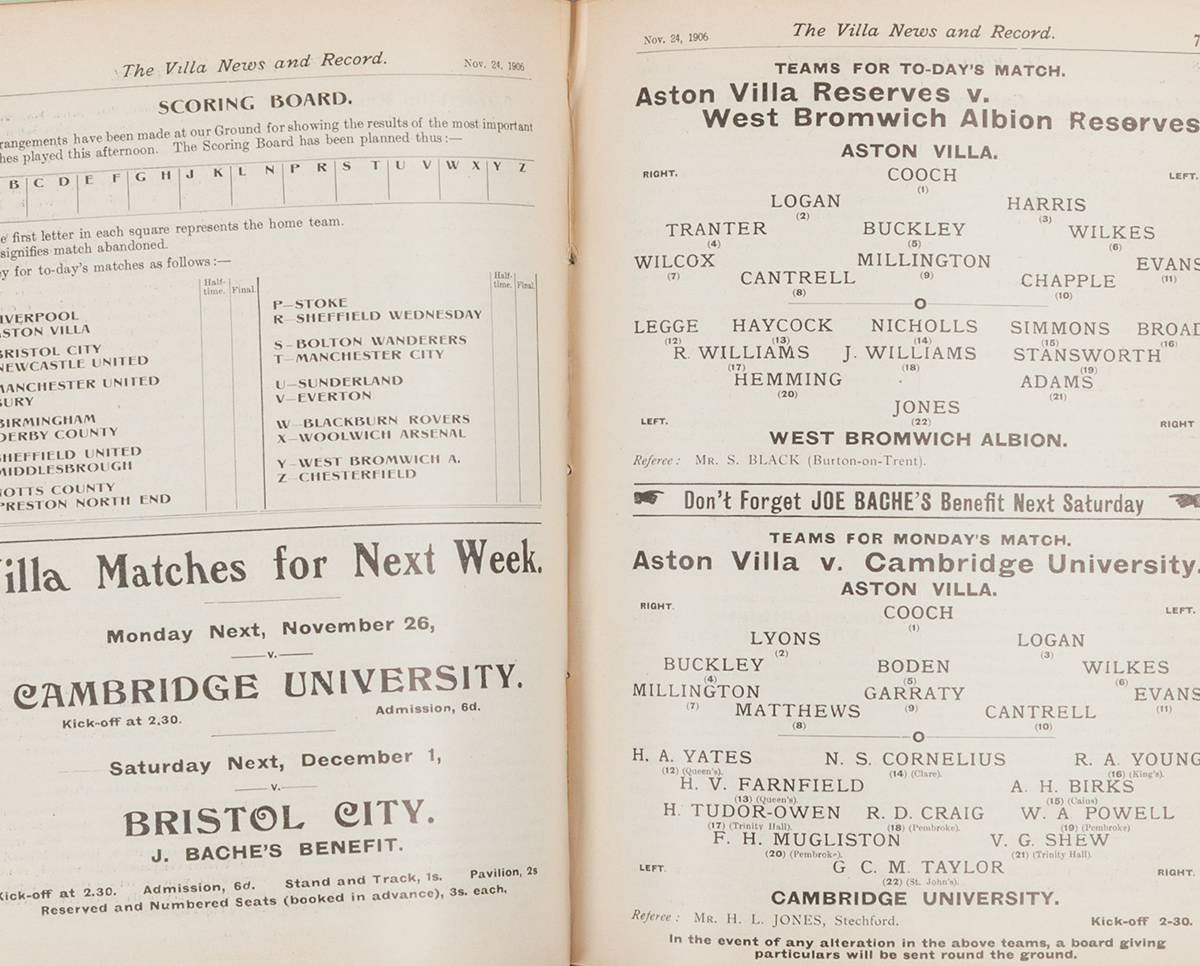 The Villa News and Record. Nov. 24, 1906
SCORING BOARD.
rangements have been made at our Ground for showing the results of the most important
hes played this afternoon. The Scoring Board has been planned thus:—
B C D E F G H J K L N P R S T U V W X Y Z
e first letter in each square represents the home team.
signifies match abandoned.
ey for to-day's matches as follows:—
Half-time. Final.
IVERPOOL
STON VILLA
BRISTOL CITY
NEWCASTLE UNITED
MANCHESTER UNITED
BURY
BIRMINGHAM
DERBY COUNTY
SHEFFIELD UNITED
MIDDLESBROUGH
NOTTS COUNTY
PRESTON NORTH END
Half-time. Final.
P—STOKE
R—SHEFFIELD WEDNESDAY
S—BOLTON WANDERERS
T—MANCHESTER CITY
U—SUNDERLAND
V—EVERTON
W—BLACKBURN ROVERS
X—WOOLWICH ARSENAL
Y—WEST BROMWICH A.
Z—CHESTERFIELD
illa Matches for Next Week.
Monday Next, November 26,
—v.—
CAMBRIDGE UNIVERSITY.
Kick-off at 2.30. Admission, 6d.
Saturday Next, December 1,
—v.—
BRISTOL CITY.
J. BACHE'S BENEFIT.
Kick-off at 2.30. Admission, 6d. Stand and Track, 1s. Pavilion, 2s
Reserved and Numbered Seats (booked in advance), 3s. each.
Nov. 24, 1906 The Villa News and Record. 7
TEAMS FOR TO-DAY'S MATCH.
Aston Villa Reserves v.
West Bromwich Albion Reserves
ASTON VILLA.
RIGHT. COOCH LEFT.
(1)
LOGAN HARRIS
(2) (3)
TRANTER BUCKLEY WILKES
(4) (5) (6)
WILCOX MILLINGTON EVANS
(7) (9) (11)
CANTRELL CHAPPLE
(8) (10)
O
LEGGE HAYCOCK NICHOLLS SIMMONS BROAD
(12) (13) (14) (15) (16)
R. WILLIAMS J. WILLIAMS STANSWORTH
(17) (18) (19)
HEMMING ADAMS
(20) (21)
JONES
(22)
LEFT. RIGHT
WEST BROMWICH ALBION.
Referee: MR. S. BLACK (Burton-on-Trent).
Don't Forget JOE BACHE'S Benefit Next Saturday
TEAMS FOR MONDAY'S MATCH.
Aston Villa v. Cambridge University.
ASTON VILLA.
RIGHT. COOCH LEFT.
(1)
LYONS LOGAN
(2) (3)
BUCKLEY BODEN WILKES
(4) (5) (6)
MILLINGTON GARRATY EVANS
(7) (9) (11)
MATTHEWS CANTRELL
(8) (10)
O
H. A. YATES N. S. CORNELIUS R. A. YOUNG
(12) (Queen's). (14) (Clare). (16) (King's).
H. V. FARNFIELD A. H. BIRKS
(13) (Queen's). (15) (Caius)
H. TUDOR-OWEN R. D. CRAIG W. A POWELL
(17) (Trinity Hall). (18) (Pembroke). (19) (Pembroke)
F. H. MUGLISTON V. G. SHEW
(20) (Pembroke). (21) (Trinity Hall).
LEFT. G C. M. TAYLOR RIGHT.
(22) (St. John's).
CAMBRIDGE UNIVERSITY.
Referee: MR. H. L. JONES, Stechford. Kick-off 2-30.
In the event of any alteration in the above teams, a board giving
particulars will be sent round the ground.